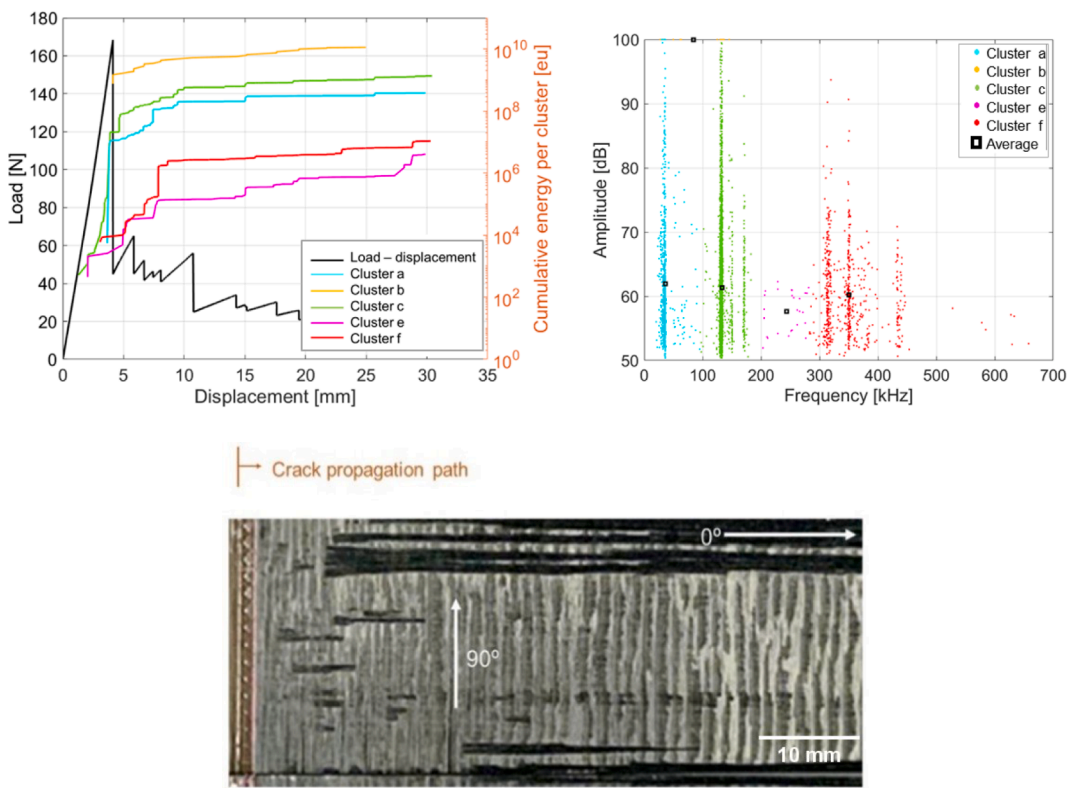 180
160
140
120
100
80
60
40
20
0
Load [N]
10^10
10^8
10^6
10^4
10^2
10^0
Cumulative energy per cluster [eu]
Load – displacement
Cluster a
Cluster b
Cluster c
Cluster e
Cluster f
0 5 10 15 20 25 30 35
Displacement [mm]
100
90
80
70
60
50
Amplitude [dB]
Cluster a
Cluster b
Cluster c
Cluster e
Cluster f
Average
0 100 200 300 400 500 600 700
Frequency [kHz]
Crack propagation path
0º
90º
10 mm